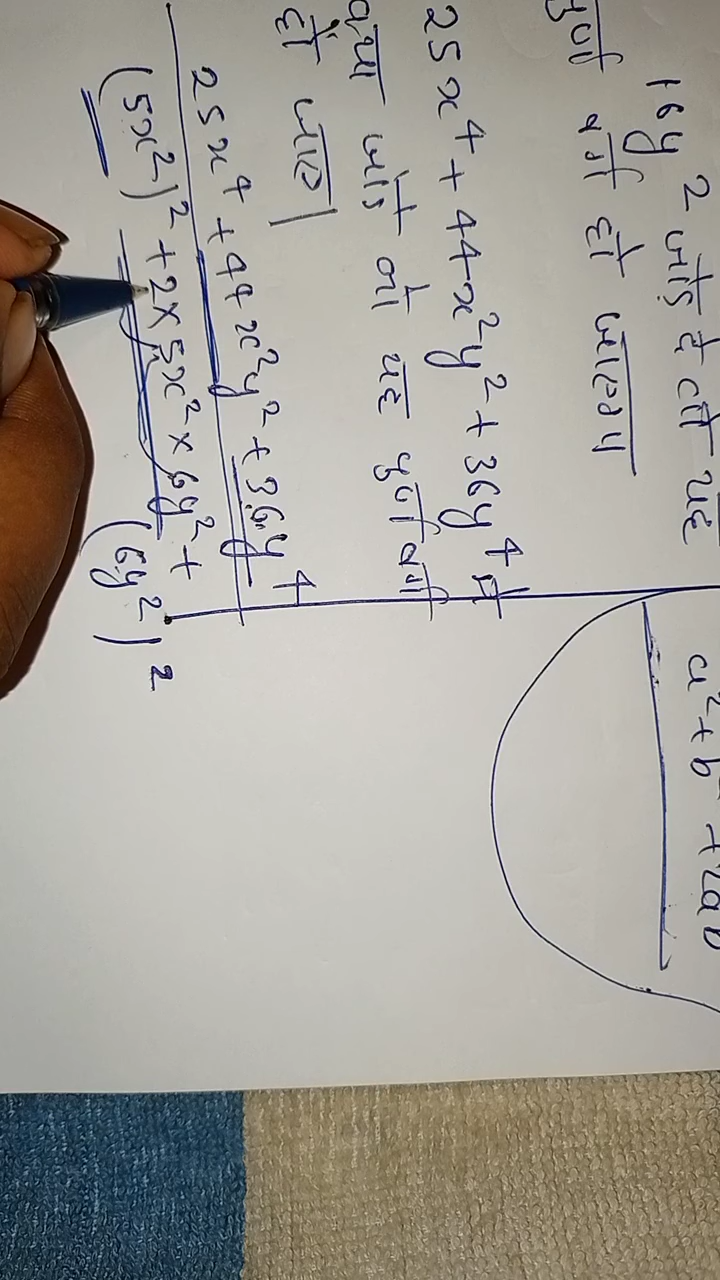 16y² जोड़ दे तो यह
पुर्ण वर्ग हो जाएगा
a² + b² + 2ab
25x⁴ + 44x²y² + 36y⁴ में
क्या जोड़ें जो यह पुर्ण वर्ग
हो जाए।
25x⁴ + 44x²y² + 36y⁴
(5x²)² + 2 × 5x² × 6y² +
(6y²)²